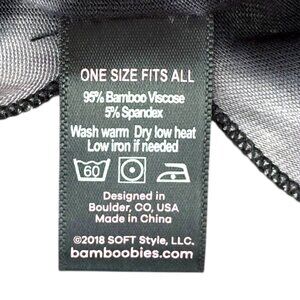 ONE SIZE FITS ALL
95% Bamboo Viscose
5% Spandex
Wash warm Dry low heat
Low iron if needed
60
Designed in
Boulder, CO, USA
Made in China
©2018 SOFT Style, LLC.
bamboobies.com